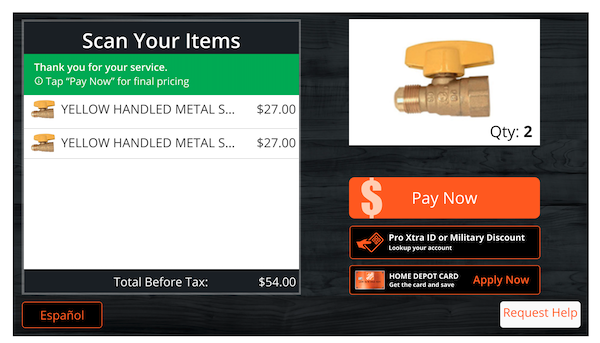 Scan Your Items
Thank you for your service.
Tap “Pay Now” for final pricing
YELLOW HANDLED METAL S... $27.00
YELLOW HANDLED METAL S... $27.00
Total Before Tax: $54.00
Qty: 2
$ Pay Now
Pro Xtra ID or Military Discount
Lookup your account
HOME DEPOT CARD
Get the card and save
Apply Now
Español
Request Help